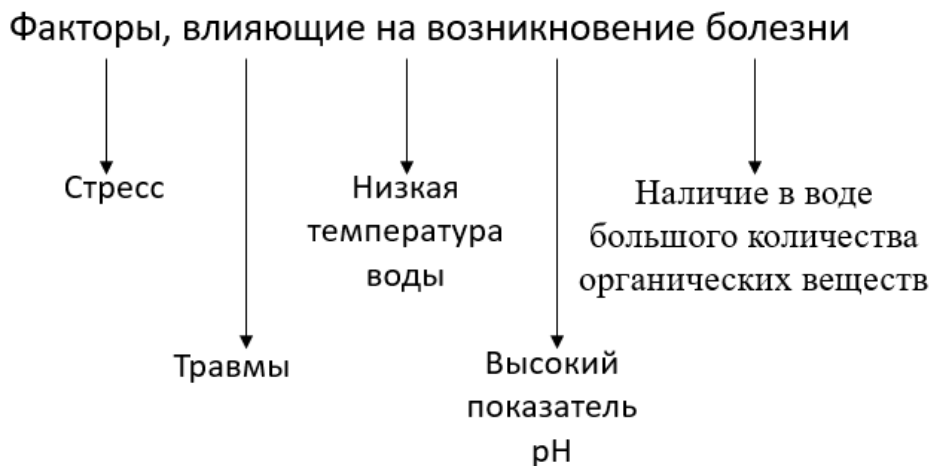 Факторы, влияющие на возникновение болезни
Стресс
Травмы
Низкая
температура
воды
Высокий
показатель
pH
Наличие в воде
большого количества
органических веществ